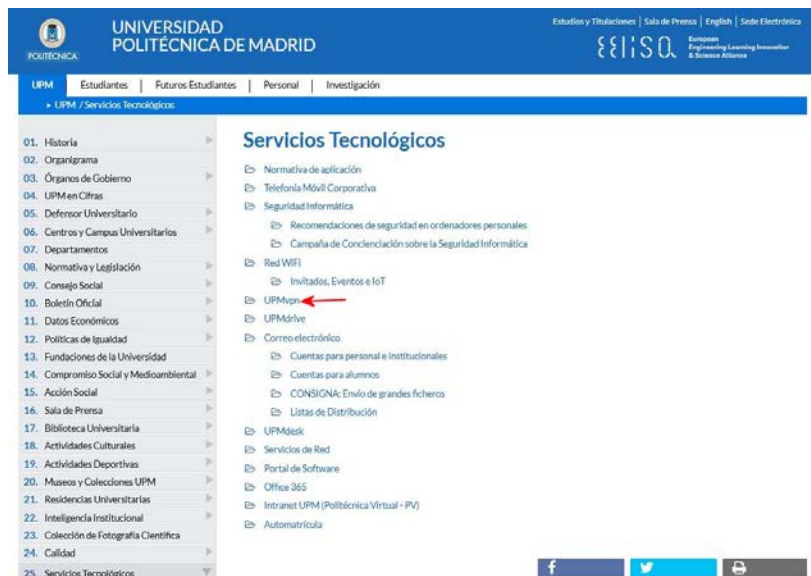 POLITÉCNICA
UNIVERSIDAD
POLITÉCNICA DE MADRID
Estudios y Titulaciones | Sala de Prensa | English | Sede Electrónica
European
Engineering Learning Innovation
& Science Alliance
UPM
Estudiantes | Futuros Estudiantes | Personal | Investigación
UPM / Servicios Tecnológicos
01. Historia
02. Organigrama
03. Órganos de Gobierno
04. UPM en Cifras
05. Defensor Universitario
06. Centros y Campus Universitarios
07. Departamentos
08. Normativa y Legislación
09. Consejo Social
10. Boletín Oficial
11. Datos Económicos
12. Políticas de Igualdad
13. Fundaciones de la Universidad
14. Compromiso Social y Medioambiental
15. Acción Social
16. Sala de Prensa
17. Biblioteca Universitaria
18. Actividades Culturales
19. Actividades Deportivas
20. Museos y Colecciones UPM
21. Residencias Universitarias
22. Inteligencia Institucional
23. Colección de Fotografía Científica
24. Calidad
25. Servicios Tecnológicos
Servicios Tecnológicos
Normativa de aplicación
Telefonía Móvil Corporativa
Seguridad Informática
Recomendaciones de seguridad en ordenadores personales
Campaña de Concienciación sobre la Seguridad Informática
Red WiFi
Invitados, Eventos e IoT
UPMvpn
UPMdrive
Correo electrónico
Cuentas para personal e institucionales
Cuentas para alumnos
CONSIGNA: Envío de grandes ficheros
Listas de Distribución
UPMdesk
Servicios de Red
Portal de Software
Office 365
Intranet UPM (Politécnica Virtual - PV)
Automatrícula